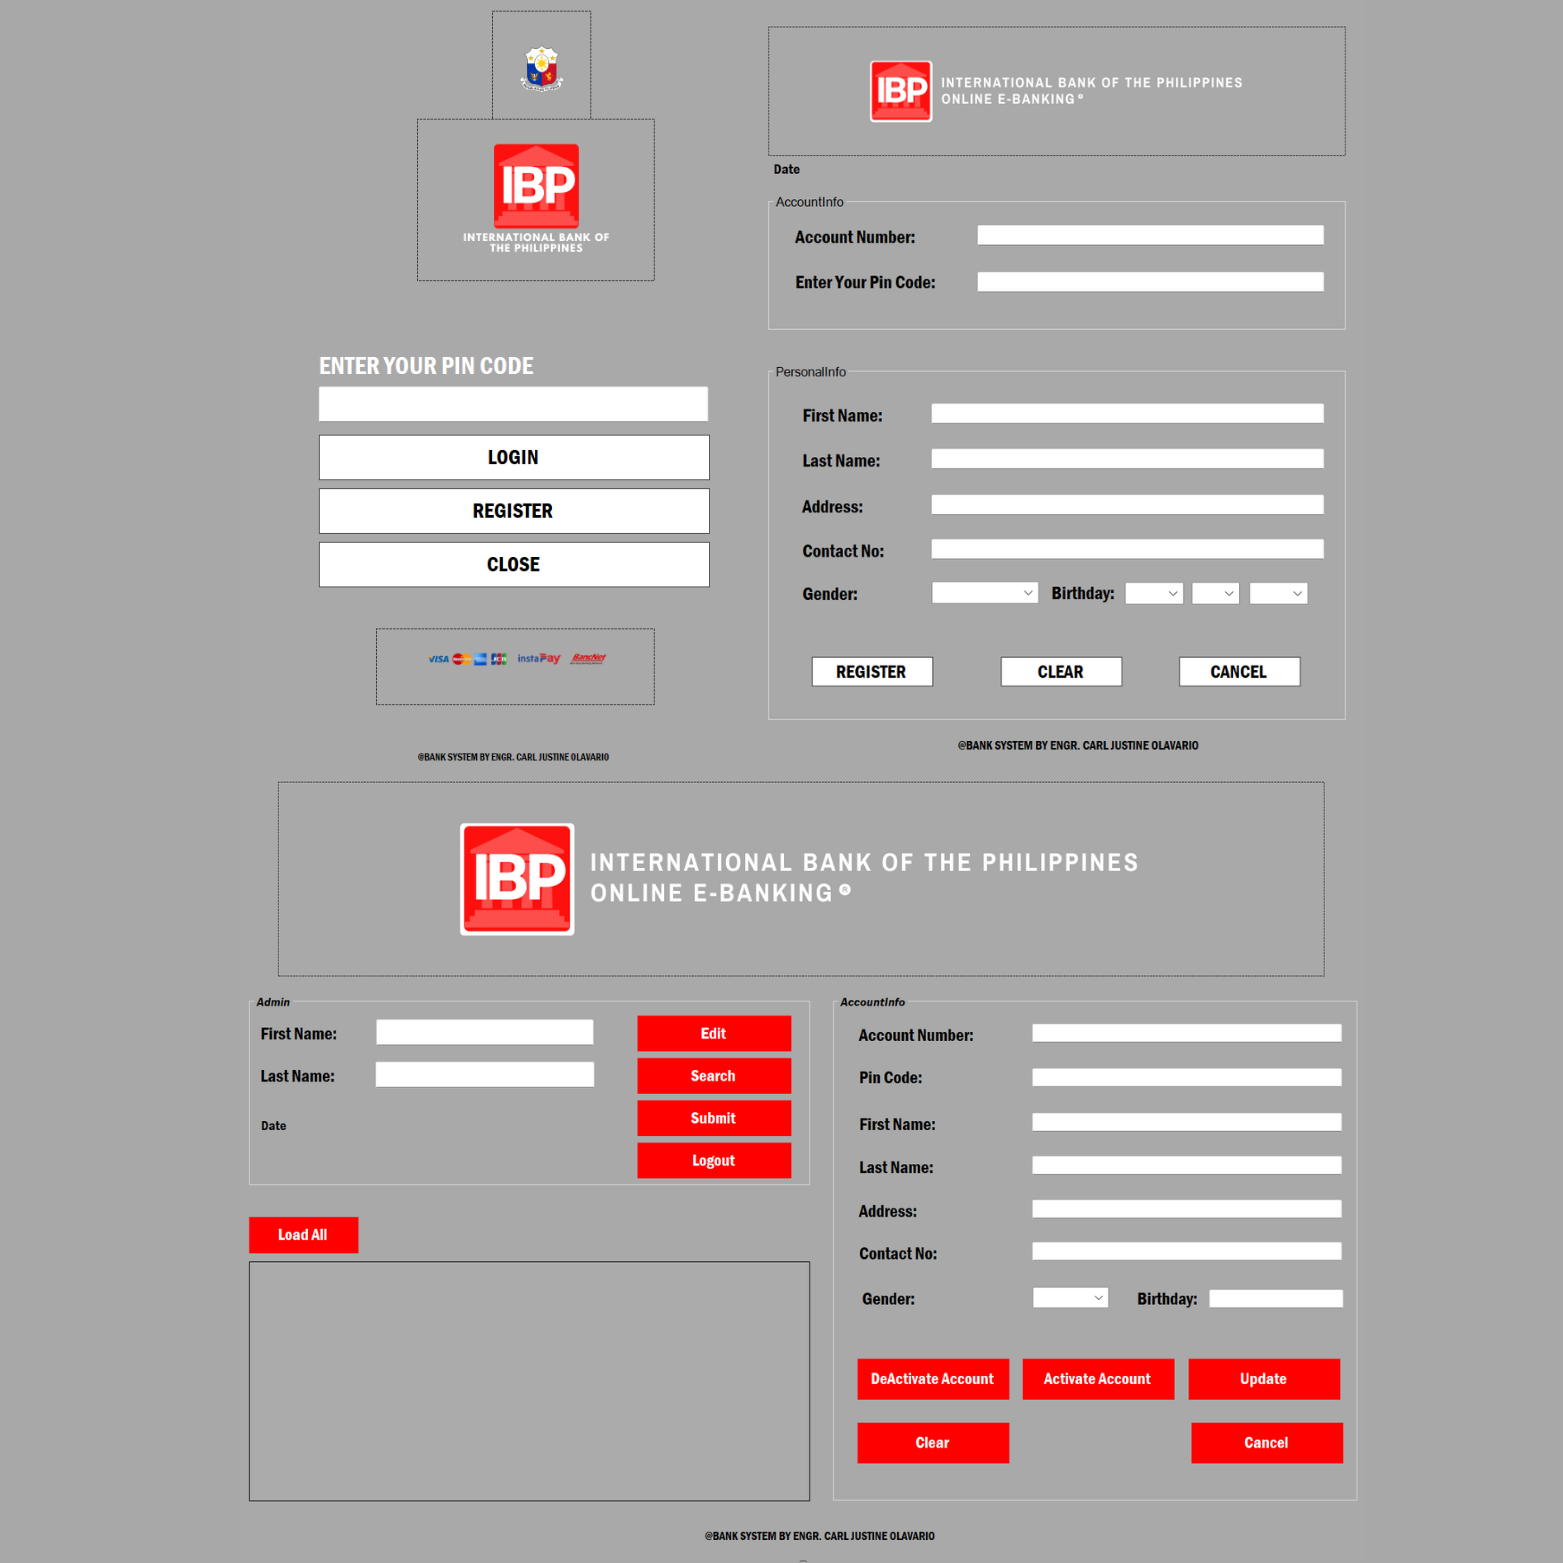 IBP
INTERNATIONAL BANK OF
THE PHILIPPINES
ENTER YOUR PIN CODE
LOGIN
REGISTER
CLOSE
VISA instaPay BancNet
@BANK SYSTEM BY ENGR. CARL JUSTINE OLAVARIO
IBP
INTERNATIONAL BANK OF THE PHILIPPINES
ONLINE E-BANKING®
Date
AccountInfo
Account Number:
Enter Your Pin Code:
PersonalInfo
First Name:
Last Name:
Address:
Contact No:
Gender: Birthday:
REGISTER CLEAR CANCEL
@BANK SYSTEM BY ENGR. CARL JUSTINE OLAVARIO
IBP
INTERNATIONAL BANK OF THE PHILIPPINES
ONLINE E-BANKING®
Admin
First Name:
Last Name:
Date
Edit
Search
Submit
Logout
Load All
AccountInfo
Account Number:
Pin Code:
First Name:
Last Name:
Address:
Contact No:
Gender: Birthday:
DeActivate Account Activate Account Update
Clear Cancel
@BANK SYSTEM BY ENGR. CARL JUSTINE OLAVARIO